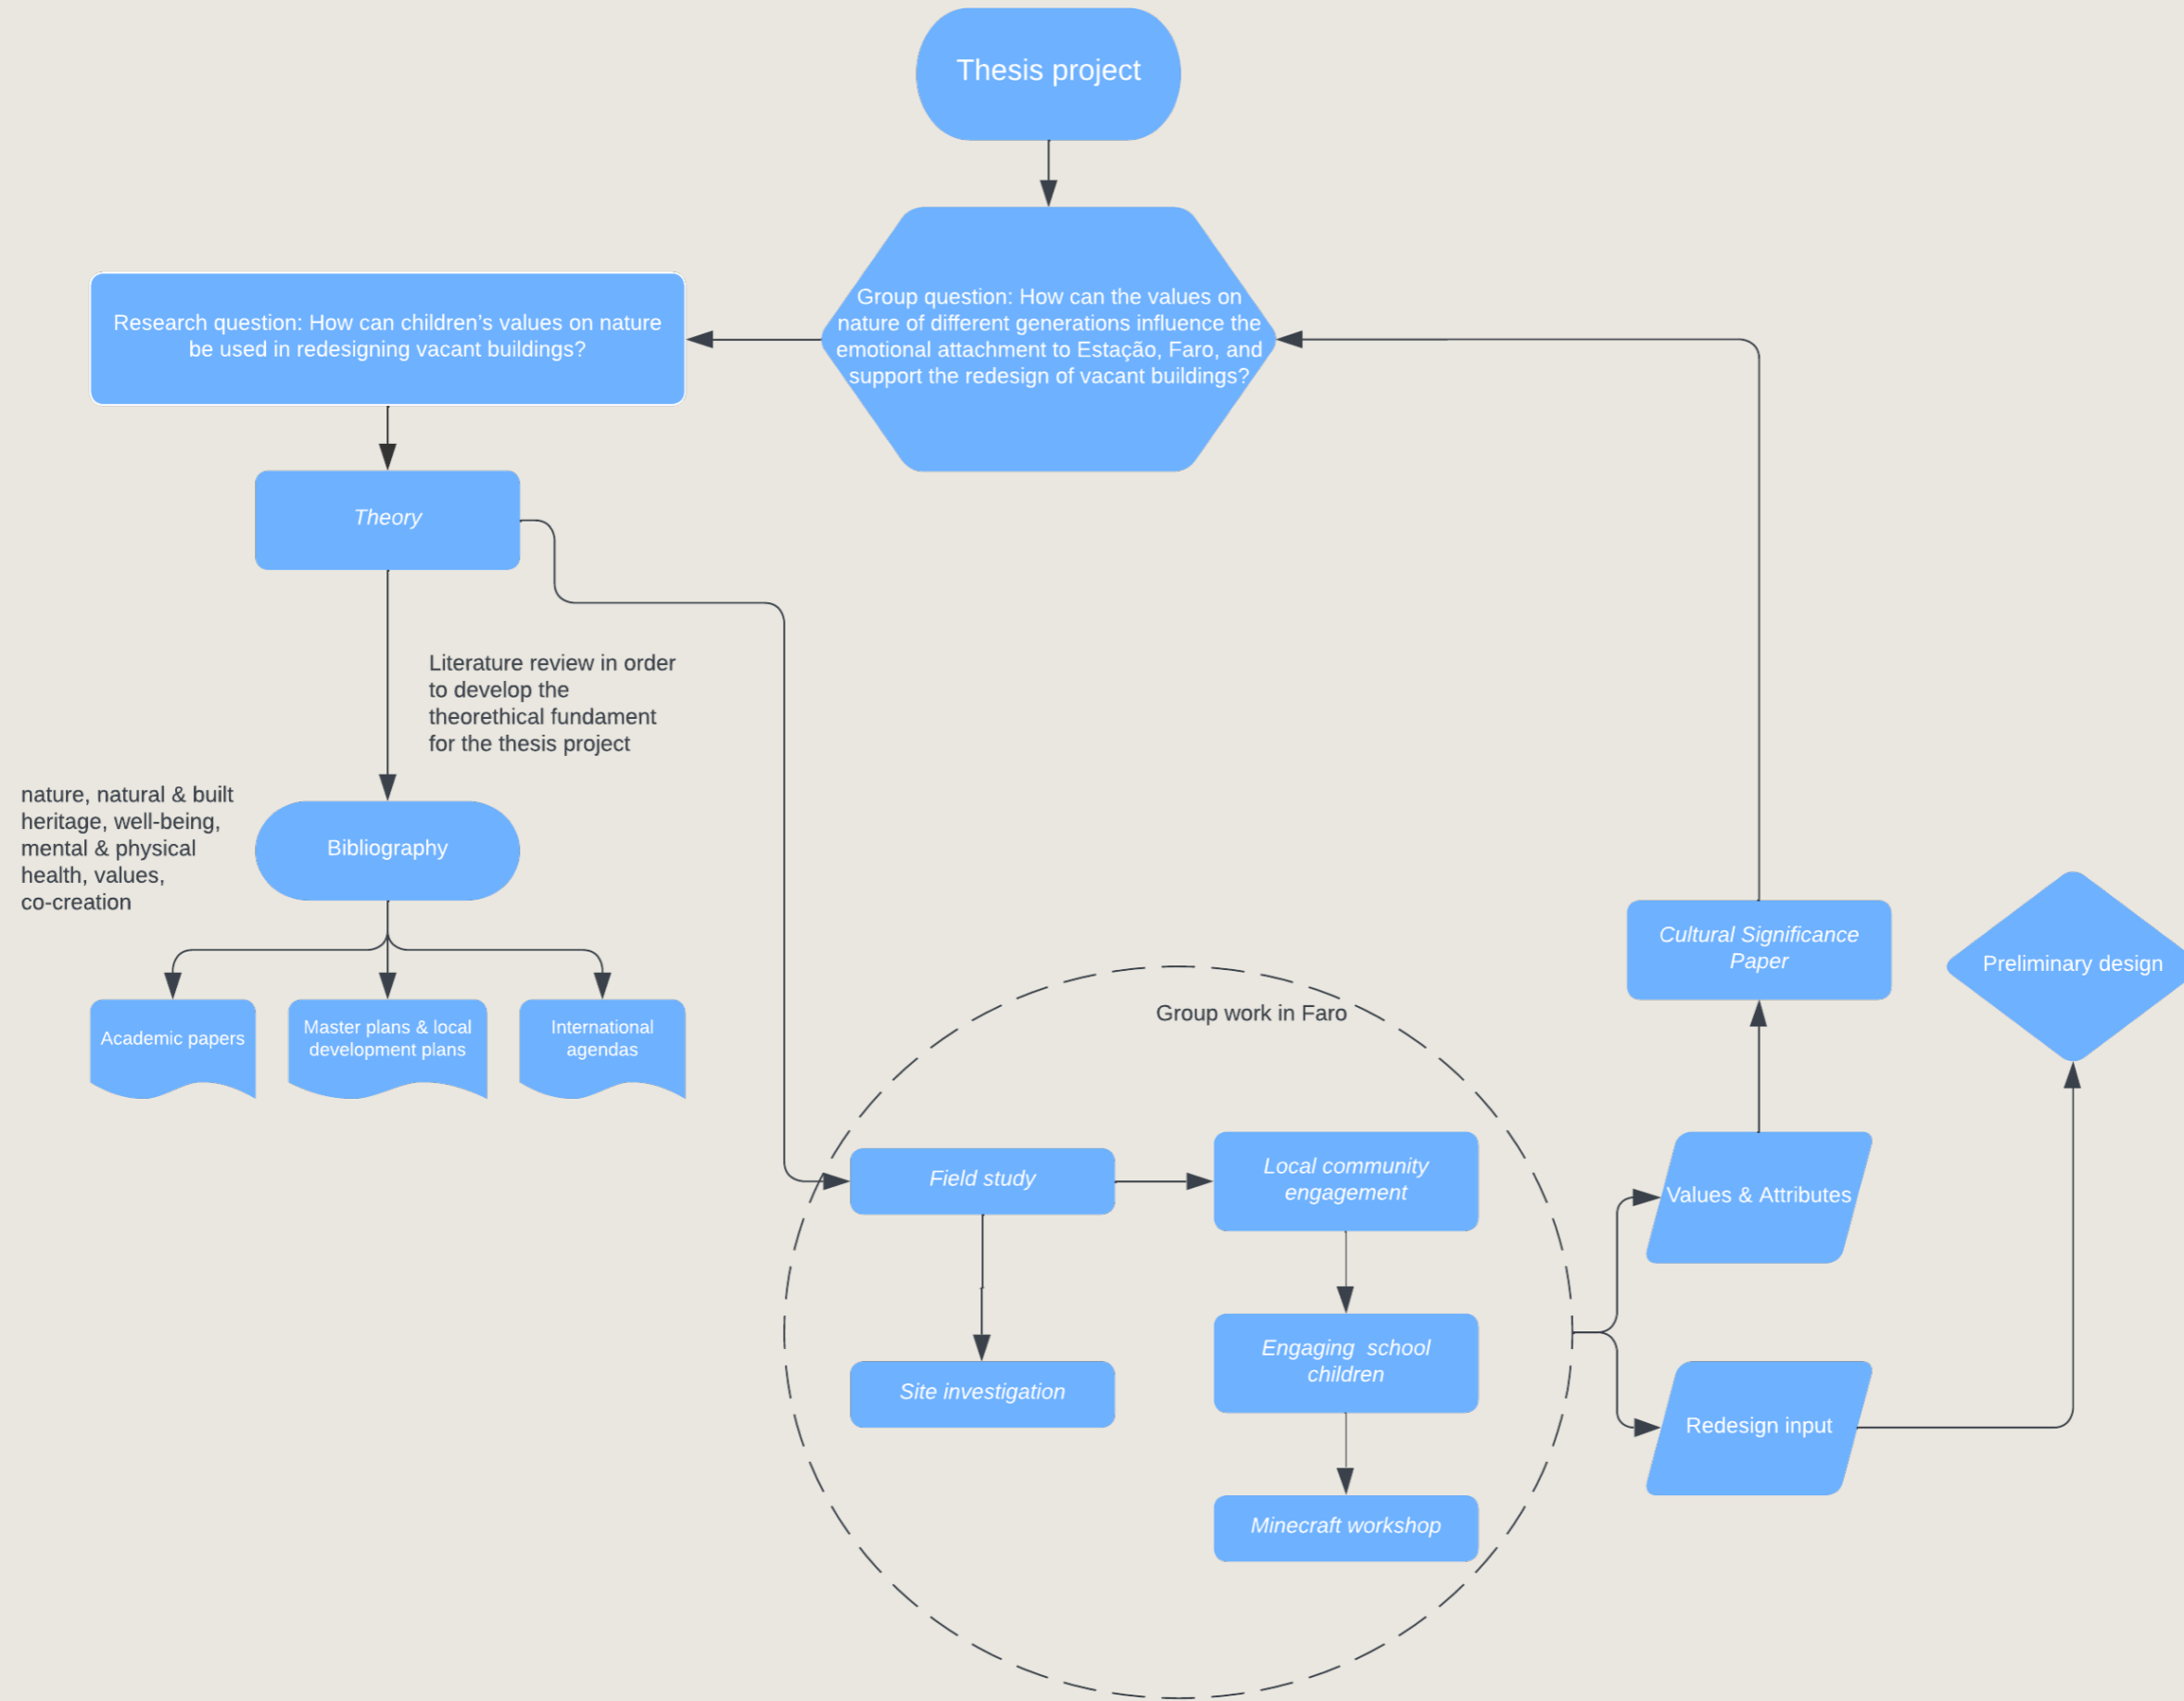 Thesis project
Group question: How can the values on
nature of different generations influence the
emotional attachment to Estação, Faro, and
support the redesign of vacant buildings?
Research question: How can children's values on nature
be used in redesigning vacant buildings?
Theory
Literature review in order
to develop the
theorethical fundament
for the thesis project
nature, natural & built
heritage, well-being,
mental & physical
health, values,
co-creation
Bibliography
Academic papers
Master plans & local
development plans
International
agendas
Group work in Faro
Field study
Site investigation
Local community
engagement
Engaging  school
children
Minecraft workshop
Cultural Significance
Paper
Preliminary design
Values & Attributes
Redesign input